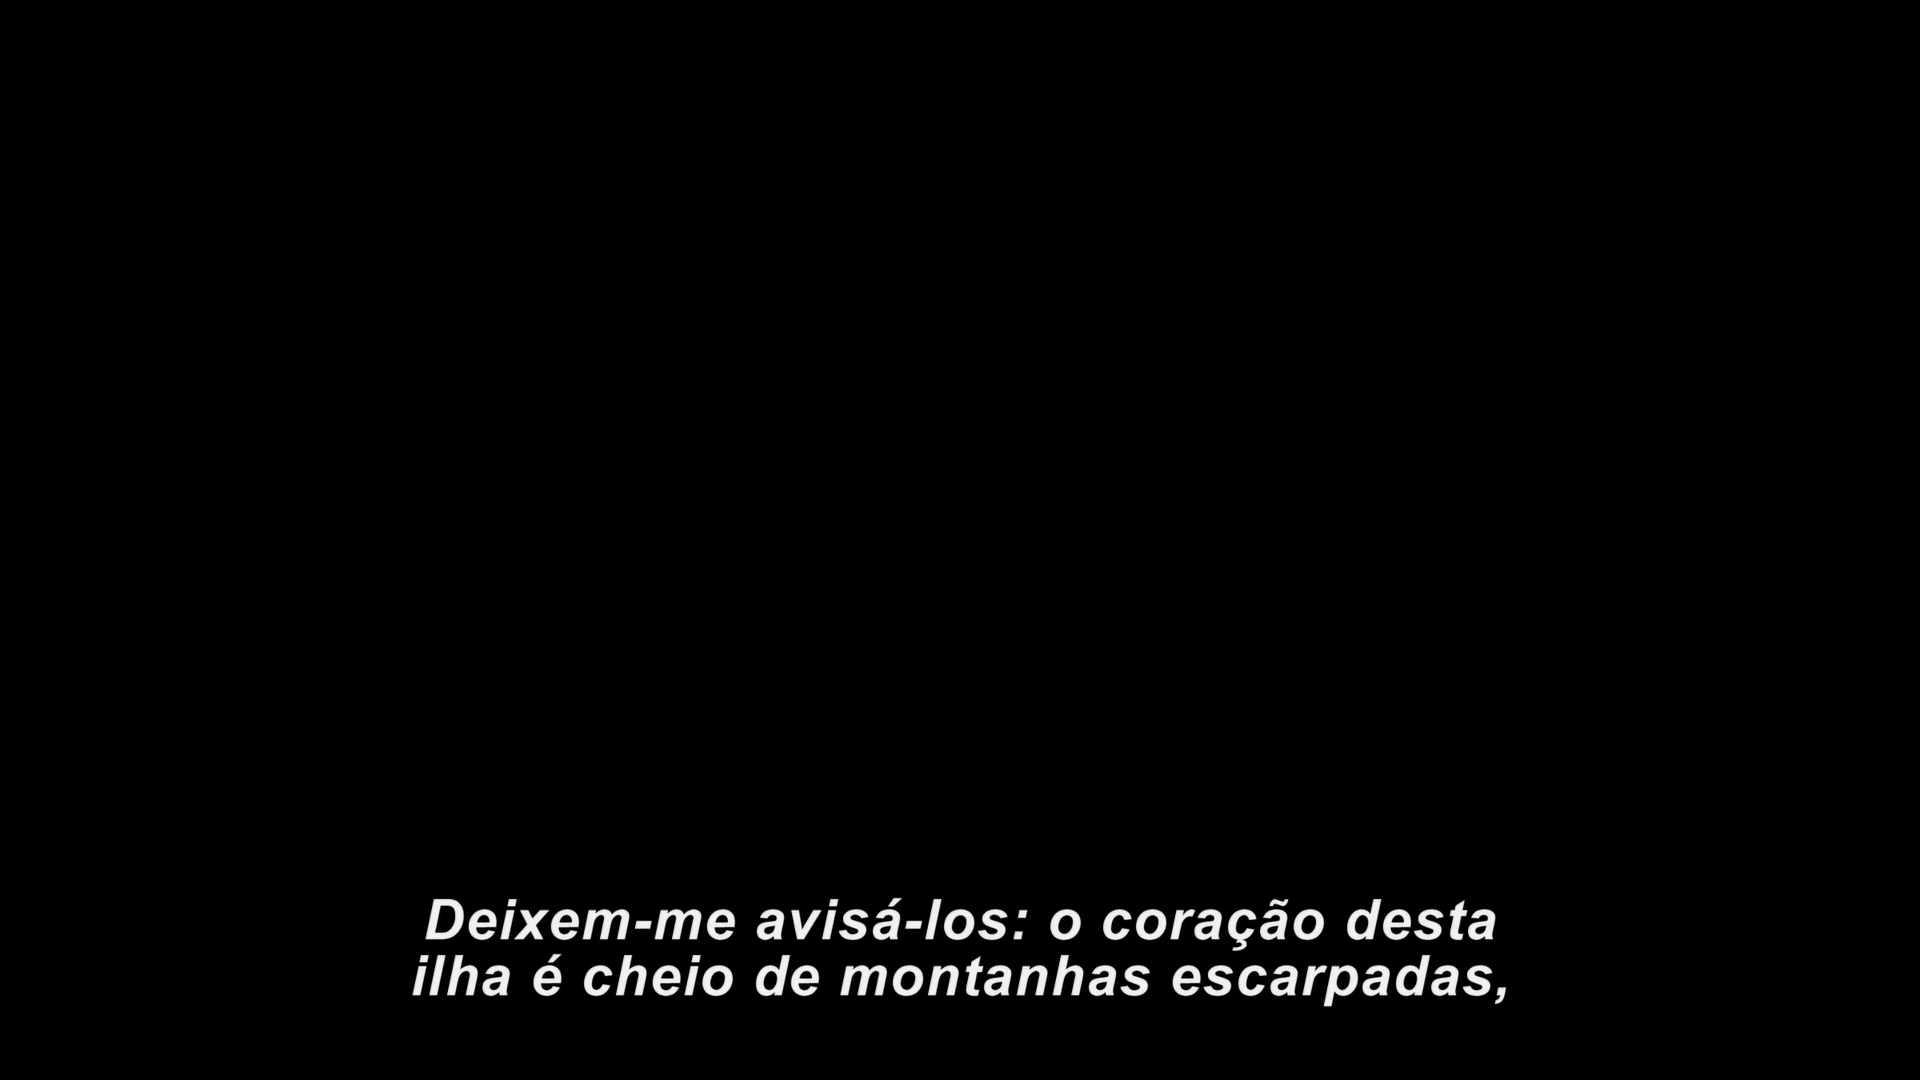 Deixem-me avisá-los: o coração desta
ilha é cheio de montanhas escarpadas,